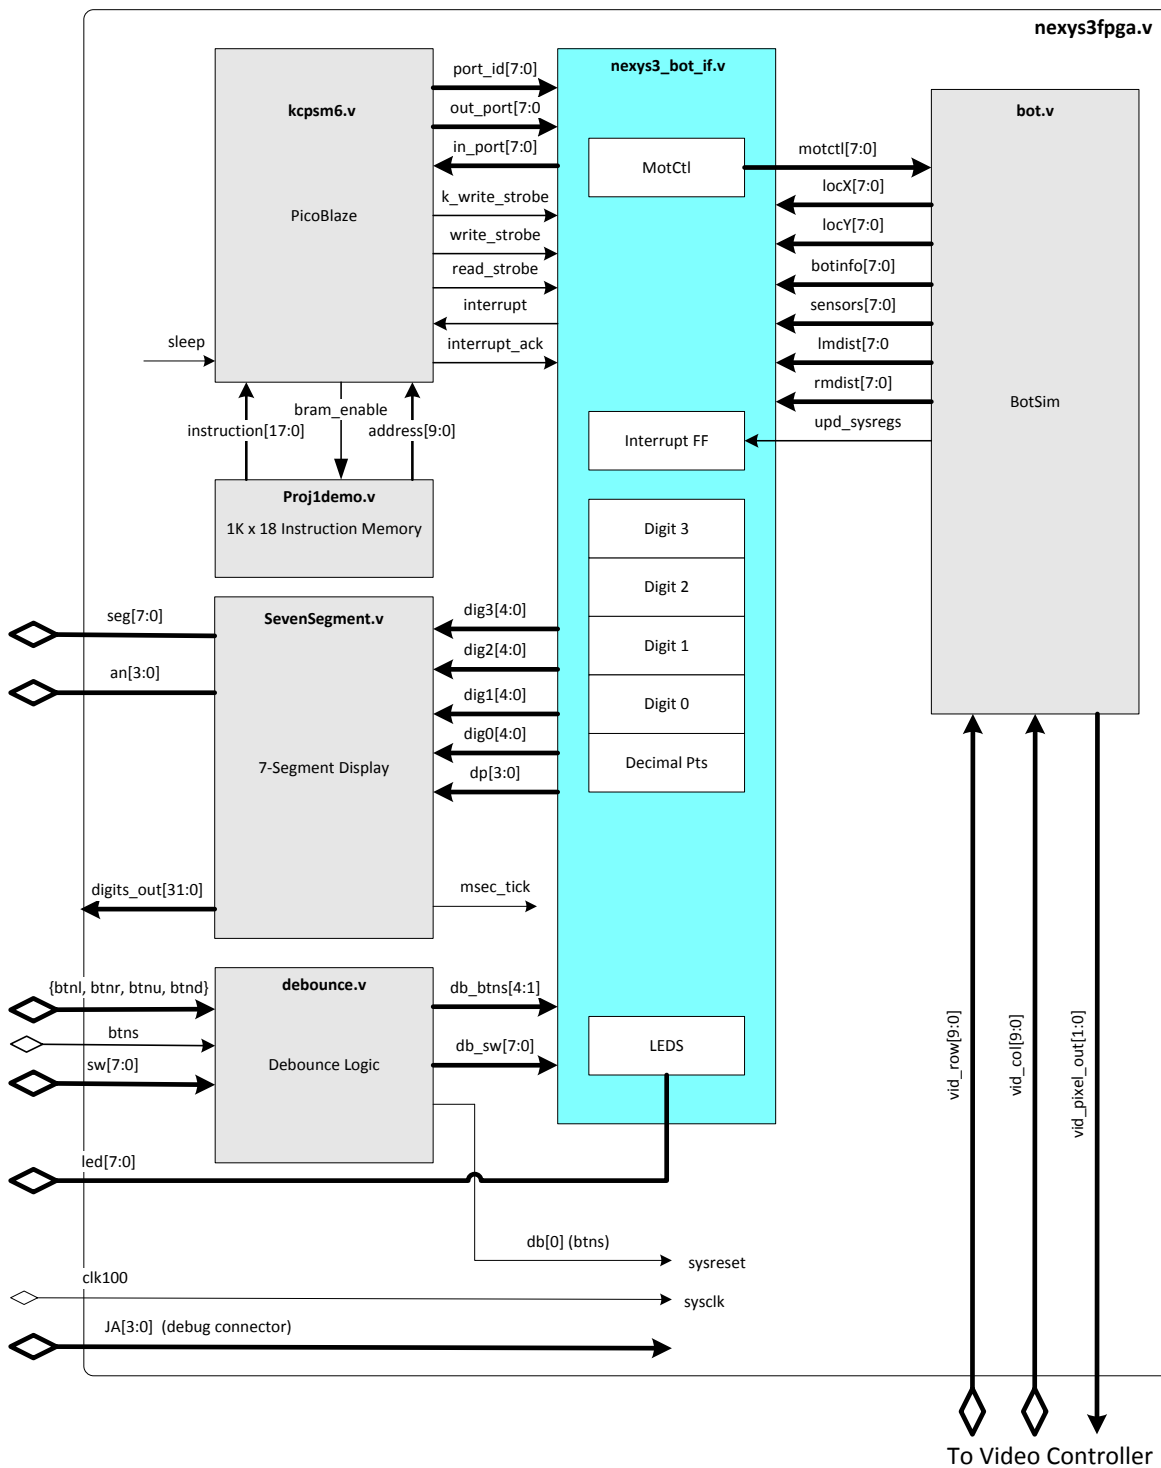 nexys3fpga.v
kcpsm6.v
PicoBlaze
port_id[7:0]
out_port[7:0
in_port[7:0]
k_write_strobe
write_strobe
read_strobe
interrupt
interrupt_ack
sleep
bram_enable
instruction[17:0]
address[9:0]
Proj1demo.v
1K x 18 Instruction Memory
nexys3_bot_if.v
MotCtl
Interrupt FF
Digit 3
Digit 2
Digit 1
Digit 0
Decimal Pts
LEDS
bot.v
BotSim
motctl[7:0]
locX[7:0]
locY[7:0]
botinfo[7:0]
sensors[7:0]
lmdist[7:0
rmdist[7:0]
upd_sysregs
SevenSegment.v
7-Segment Display
seg[7:0]
an[3:0]
digits_out[31:0]
dig3[4:0]
dig2[4:0]
dig1[4:0]
dig0[4:0]
dp[3:0]
msec_tick
debounce.v
Debounce Logic
{btnl, btnr, btnu, btnd}
btns
sw[7:0]
db_btns[4:1]
db_sw[7:0]
led[7:0]
db[0] (btns)
sysreset
clk100
sysclk
JA[3:0] (debug connector)
vid_row[9:0]
vid_col[9:0]
vid_pixel_out[1:0]
To Video Controller